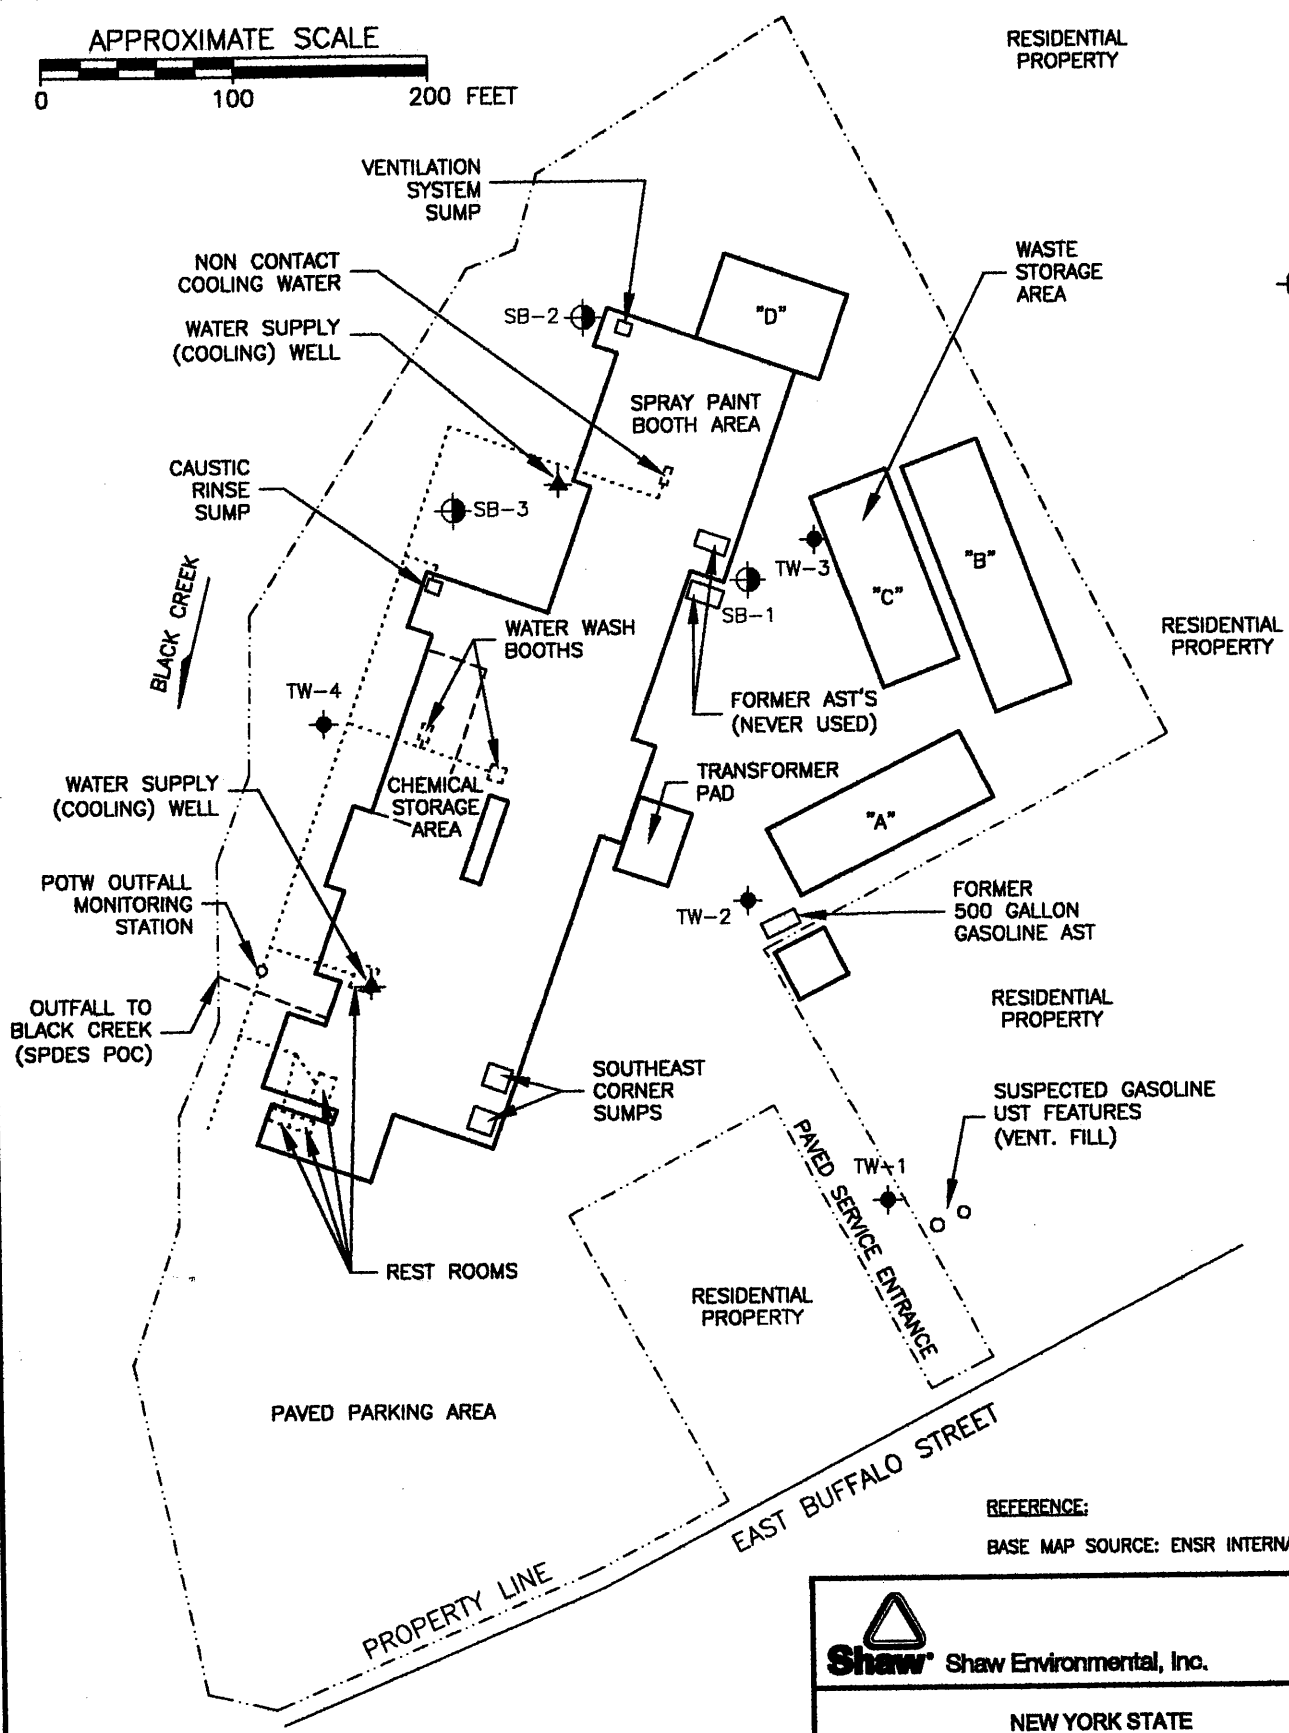 APPROXIMATE SCALE
0 100 200 FEET
RESIDENTIAL
PROPERTY
VENTILATION
SYSTEM
SUMP
NON CONTACT
COOLING WATER
WATER SUPPLY
(COOLING) WELL
SB-2
"D"
WASTE
STORAGE
AREA
SPRAY PAINT
BOOTH AREA
CAUSTIC
RINSE
SUMP
SB-3
TW-3
"C"
"B"
SB-1
BLACK CREEK
WATER WASH
BOOTHS
RESIDENTIAL
PROPERTY
TW-4
FORMER AST'S
(NEVER USED)
WATER SUPPLY
(COOLING) WELL
CHEMICAL
STORAGE
AREA
TRANSFORMER
PAD
"A"
POTW OUTFALL
MONITORING
STATION
TW-2
FORMER
500 GALLON
GASOLINE AST
OUTFALL TO
BLACK CREEK
(SPDES POC)
RESIDENTIAL
PROPERTY
SOUTHEAST
CORNER
SUMPS
SUSPECTED GASOLINE
UST FEATURES
(VENT. FILL)
TW-1
PAVED SERVICE ENTRANCE
REST ROOMS
RESIDENTIAL
PROPERTY
PAVED PARKING AREA
EAST BUFFALO STREET
PROPERTY LINE
REFERENCE:
BASE MAP SOURCE: ENSR INTERNA
Shaw® Shaw Environmental, Inc.
NEW YORK STATE